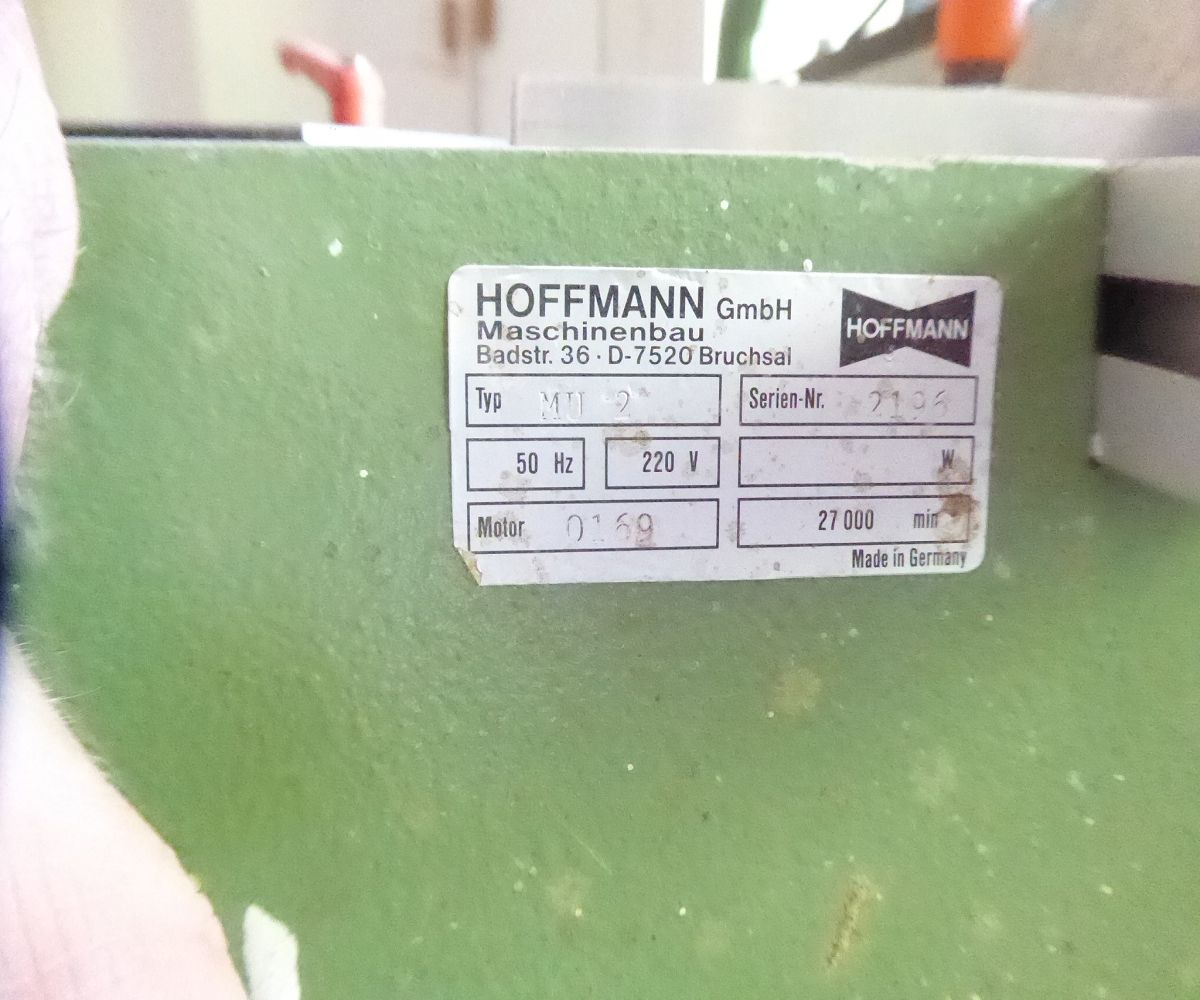 HOFFMANN GmbH
Maschinenbau
Badstr. 36 · D-7520 Bruchsal
HOFFMANN
Typ MU 2
Serien-Nr. 2196
50 Hz
220 V
W
Motor 0169
27 000 min
Made in Germany